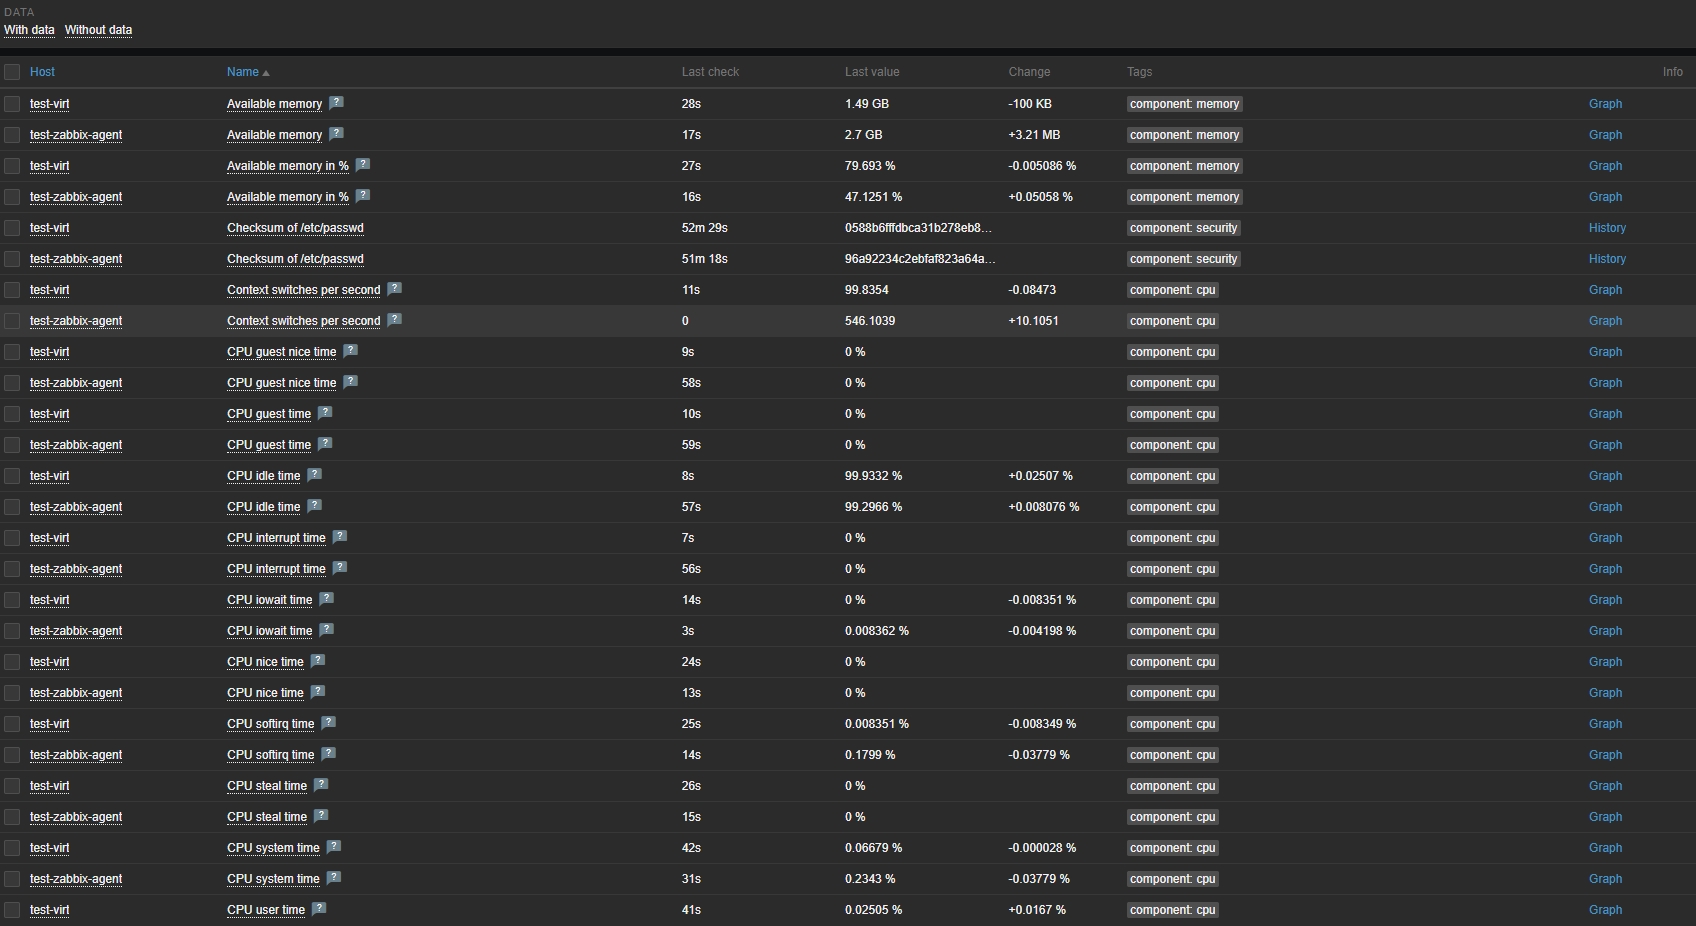 DATA
With data Without data
Host Name Last check Last value Change Tags Info
test-virt Available memory ? 28s 1.49 GB -100 KB component: memory Graph
test-zabbix-agent Available memory ? 17s 2.7 GB +3.21 MB component: memory Graph
test-virt Available memory in % ? 27s 79.693 % -0.005086 % component: memory Graph
test-zabbix-agent Available memory in % ? 16s 47.1251 % +0.05058 % component: memory Graph
test-virt Checksum of /etc/passwd 52m 29s 0588b6fffdbca31b278eb8... component: security History
test-zabbix-agent Checksum of /etc/passwd 51m 18s 96a92234c2ebfaf823a64a... component: security History
test-virt Context switches per second ? 11s 99.8354 -0.08473 component: cpu Graph
test-zabbix-agent Context switches per second ? 0 546.1039 +10.1051 component: cpu Graph
test-virt CPU guest nice time ? 9s 0 % component: cpu Graph
test-zabbix-agent CPU guest nice time ? 58s 0 % component: cpu Graph
test-virt CPU guest time ? 10s 0 % component: cpu Graph
test-zabbix-agent CPU guest time ? 59s 0 % component: cpu Graph
test-virt CPU idle time ? 8s 99.9332 % +0.02507 % component: cpu Graph
test-zabbix-agent CPU idle time ? 57s 99.2966 % +0.008076 % component: cpu Graph
test-virt CPU interrupt time ? 7s 0 % component: cpu Graph
test-zabbix-agent CPU interrupt time ? 56s 0 % component: cpu Graph
test-virt CPU iowait time ? 14s 0 % -0.008351 % component: cpu Graph
test-zabbix-agent CPU iowait time ? 3s 0.008362 % -0.004198 % component: cpu Graph
test-virt CPU nice time ? 24s 0 % component: cpu Graph
test-zabbix-agent CPU nice time ? 13s 0 % component: cpu Graph
test-virt CPU softirq time ? 25s 0.008351 % -0.008349 % component: cpu Graph
test-zabbix-agent CPU softirq time ? 14s 0.1799 % -0.03779 % component: cpu Graph
test-virt CPU steal time ? 26s 0 % component: cpu Graph
test-zabbix-agent CPU steal time ? 15s 0 % component: cpu Graph
test-virt CPU system time ? 42s 0.06679 % -0.000028 % component: cpu Graph
test-zabbix-agent CPU system time ? 31s 0.2343 % -0.03779 % component: cpu Graph
test-virt CPU user time ? 41s 0.02505 % +0.0167 % component: cpu Graph